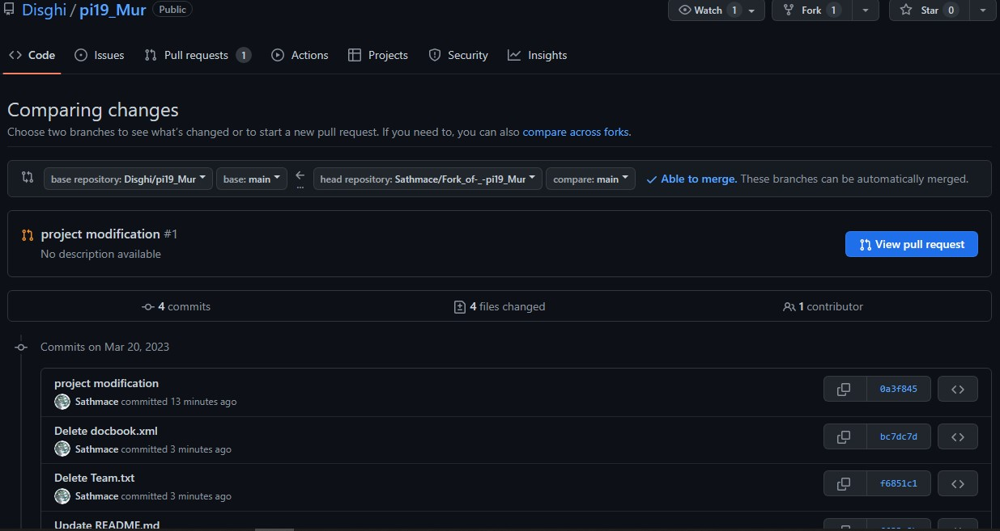 Disghi / pi19_Mur Public Watch 1 Fork 1 Star 0
Code Issues Pull requests 1 Actions Projects Security Insights
Comparing changes
Choose two branches to see what's changed or to start a new pull request. If you need to, you can also compare across forks.
base repository: Disghi/pi19_Mur base: main ... head repository: Sathmace/Fork_of-_-pi19_Mur compare: main Able to merge. These branches can be automatically merged.
project modification #1
No description available
View pull request
4 commits 4 files changed 1 contributor
Commits on Mar 20, 2023
project modification
Sathmace committed 13 minutes ago
0a3f845
Delete docbook.xml
Sathmace committed 3 minutes ago
bc7dc7d
Delete Team.txt
Sathmace committed 3 minutes ago
f6851c1
Update README.md